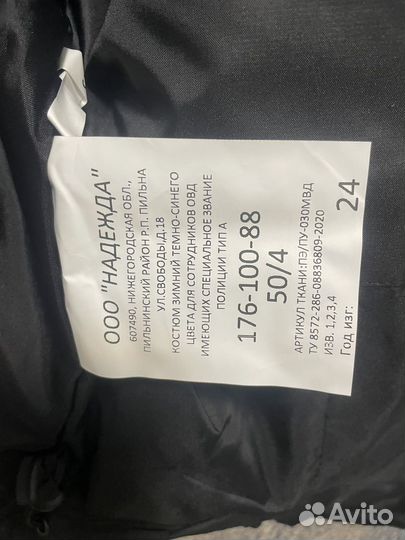 ООО "НАДЕЖДА"
607490, НИЖЕГОРОДСКАЯ ОБЛ.,
ПИЛЬНИНСКИЙ РАЙОН Р.П. ПИЛЬНА
УЛ.СВОБОДЫ,Д.18
КОСТЮМ ЗИМНИЙ ТЕМНО-СИНЕГО
ЦВЕТА ДЛЯ СОТРУДНИКОВ ОВД
ИМЕЮЩИХ СПЕЦИАЛЬНОЕ ЗВАНИЕ
ПОЛИЦИИ ТИП А
176-100-88
50/4
АРТИКУЛ ТКАНИ:ПЭ/ПУ-030МВД
ТУ 8572-286-08836809-2020
ИЗВ. 1,2,3,4
Год изг:
24
Avito